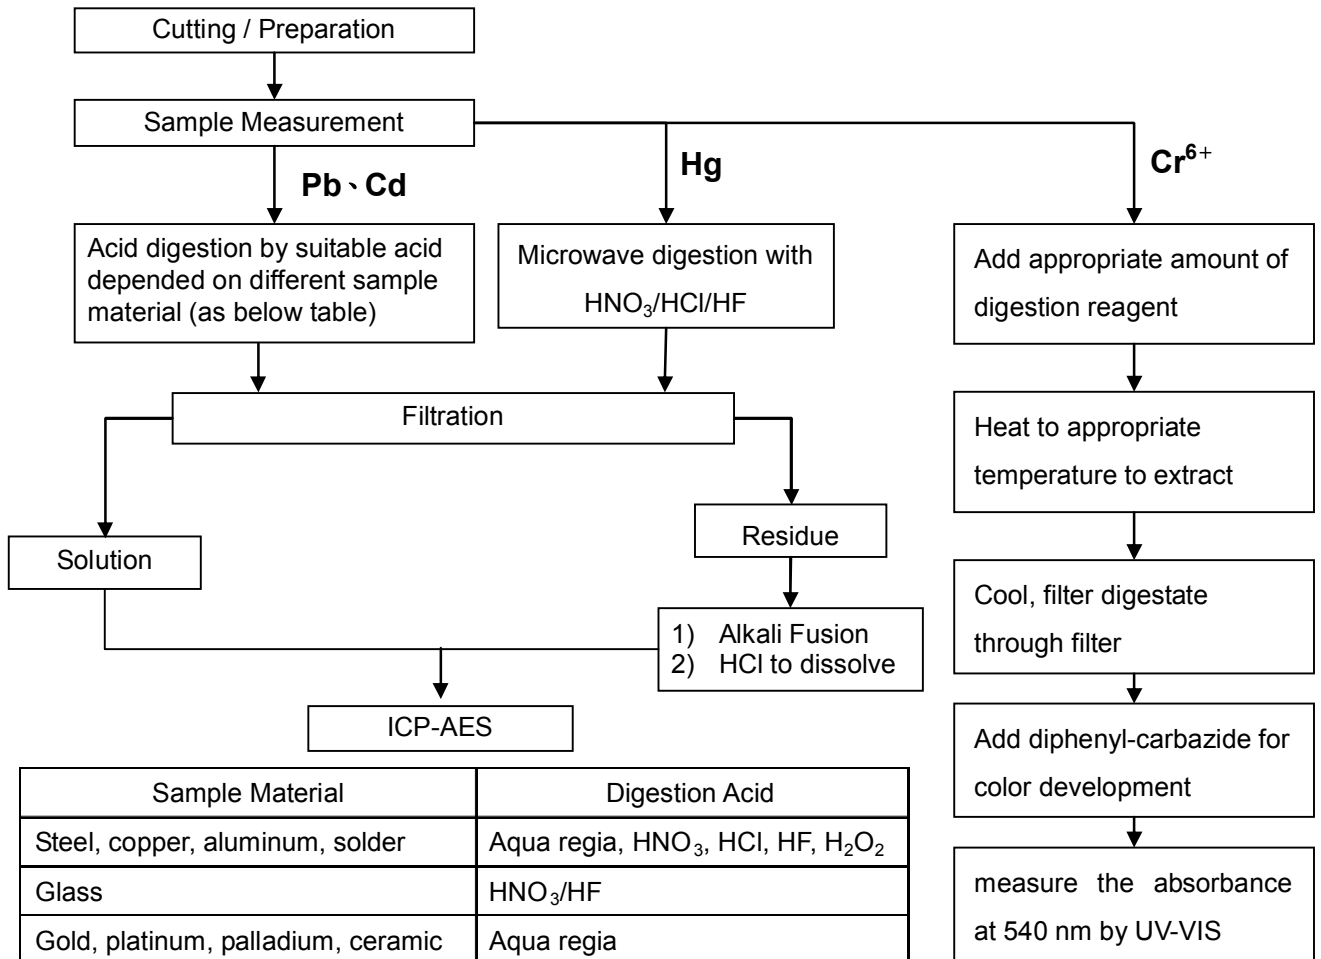 Cutting / Preparation
Sample Measurement
Pb、Cd
Hg
Cr⁶⁺
Acid digestion by suitable acid
depended on different sample
material (as below table)
Microwave digestion with
HNO₃/HCl/HF
Add appropriate amount of
digestion reagent
Filtration
Heat to appropriate
temperature to extract
Solution
Residue
1) Alkali Fusion
2) HCl to dissolve
Cool, filter digestate
through filter
ICP-AES
Add diphenyl-carbazide for
color development
Sample Material Digestion Acid
Steel, copper, aluminum, solder Aqua regia, HNO₃, HCl, HF, H₂O₂
Glass HNO₃/HF
Gold, platinum, palladium, ceramic Aqua regia
measure the absorbance
at 540 nm by UV-VIS